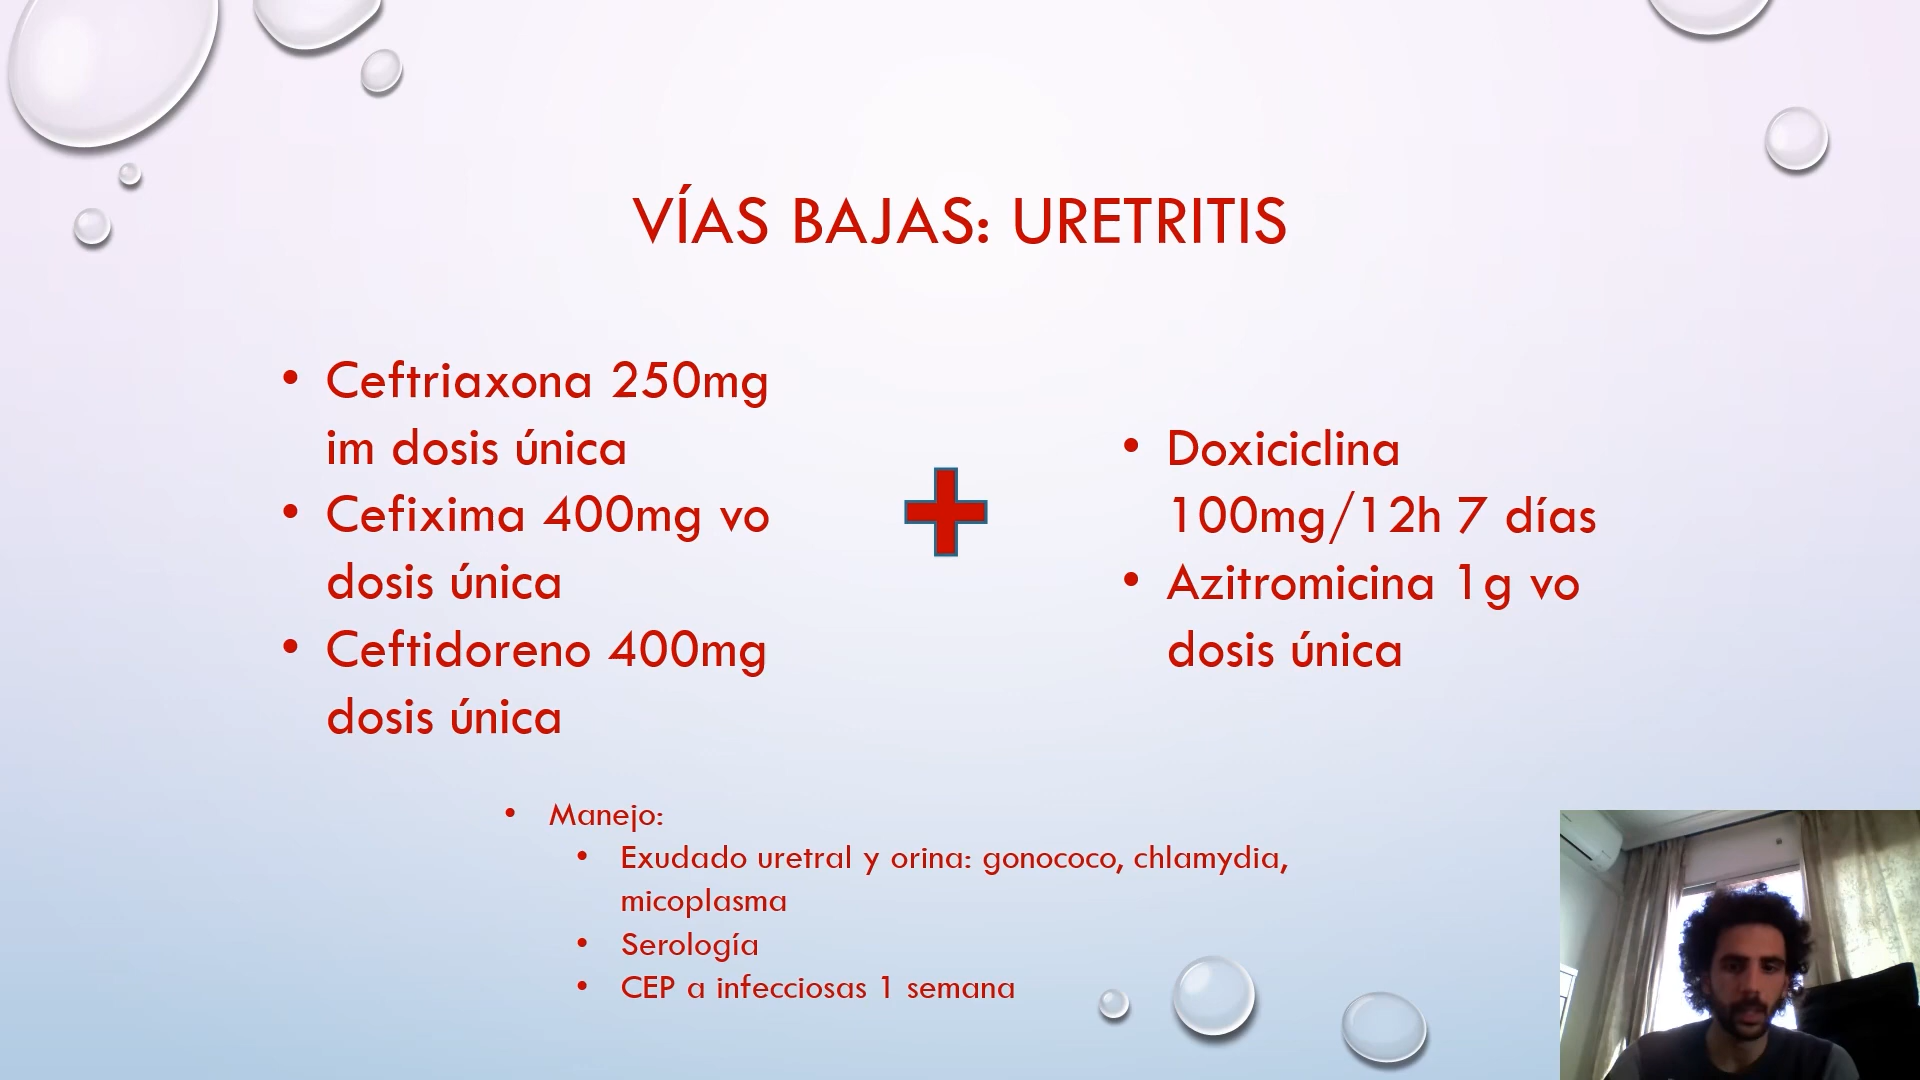 VÍAS BAJAS: URETRITIS
• Ceftriaxona 250mg
im dosis única
• Cefixima 400mg vo
dosis única
• Ceftidoreno 400mg
dosis única
• Doxiciclina
100mg/12h 7 días
• Azitromicina 1g vo
dosis única
• Manejo:
• Exudado uretral y orina: gonococo, chlamydia,
micoplasma
• Serología
• CEP a infecciosas 1 semana